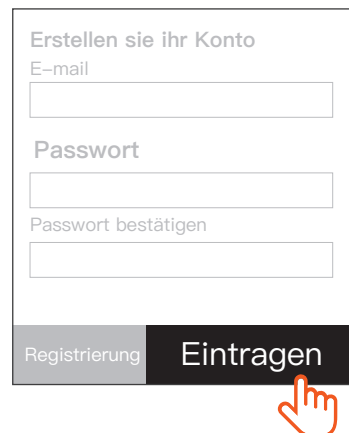 Erstellen sie ihr Konto
E-mail
Passwort
Passwort bestätigen
Registrierung Eintragen